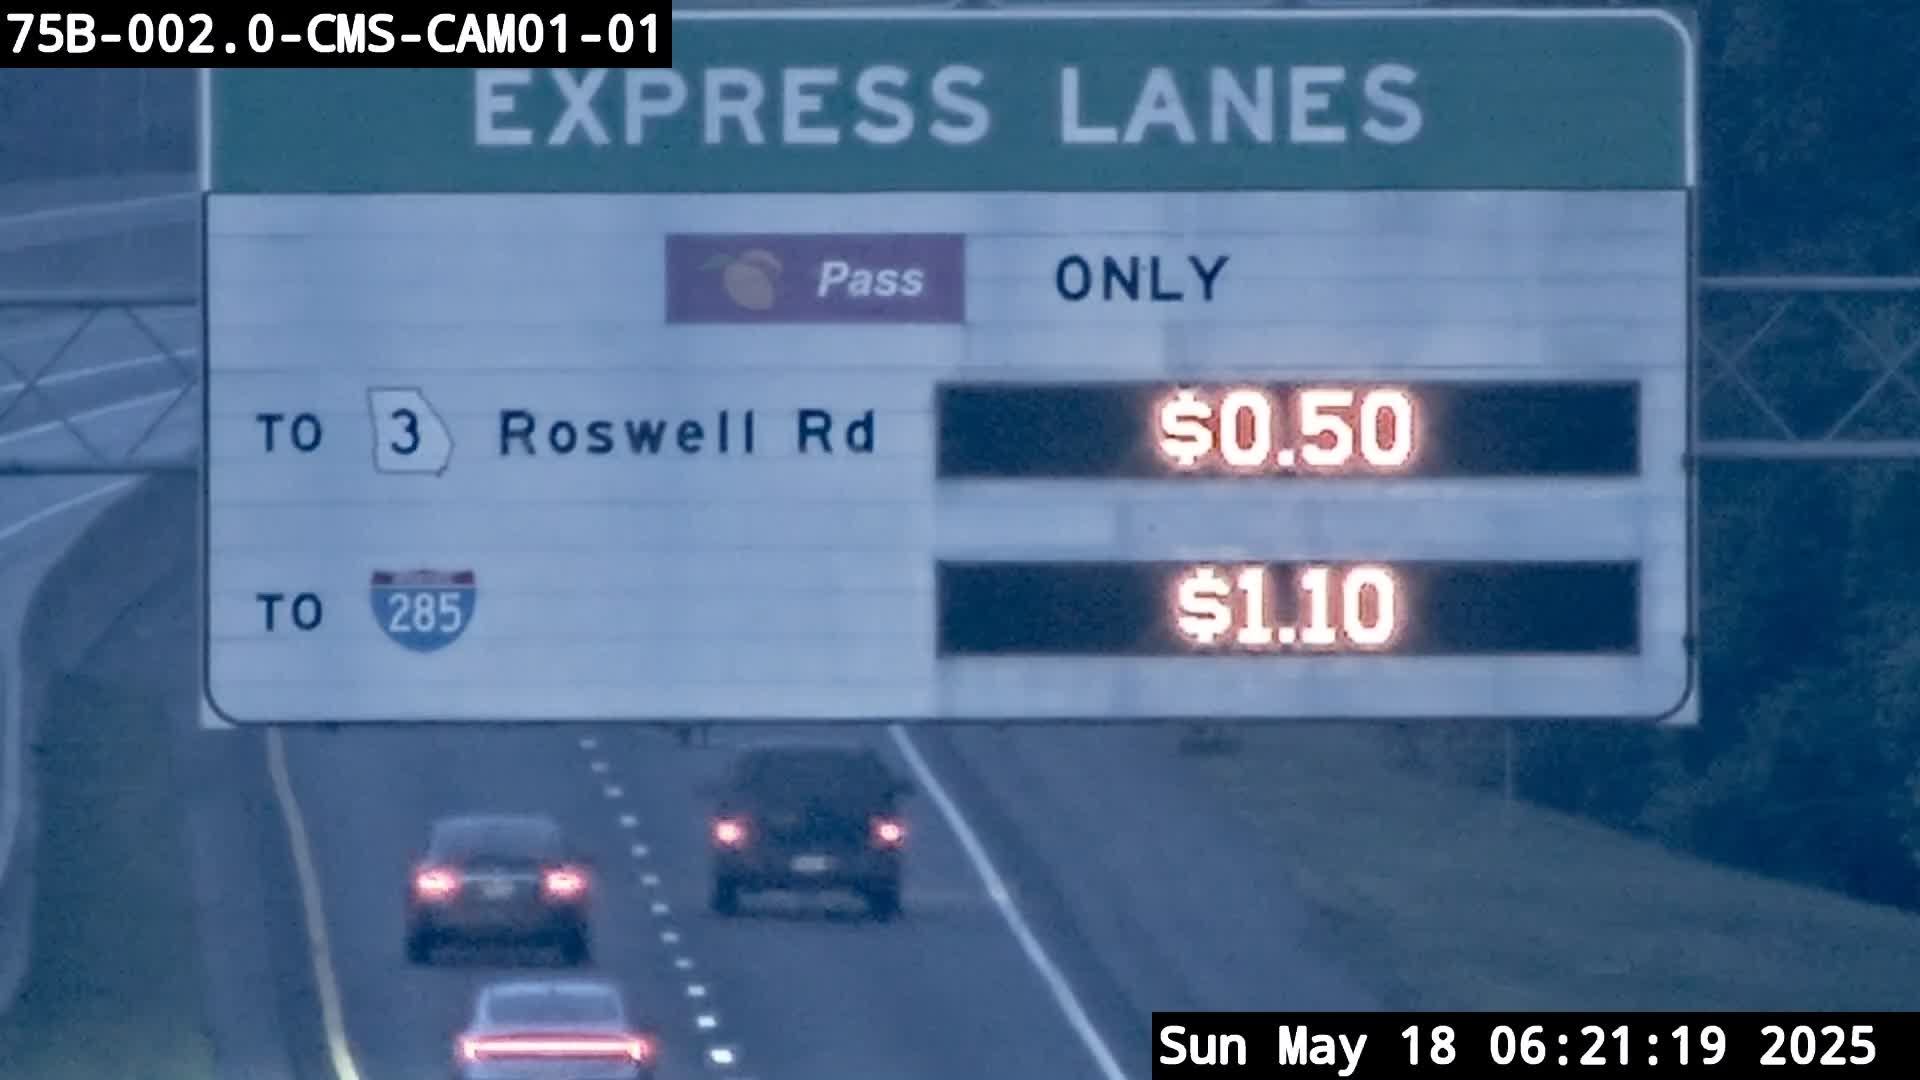 75B-002.0-CMS-CAM01-01
EXPRESS LANES
Pass ONLY
TO 3 Roswell Rd $0.50
TO 285 $1.10
Sun May 18 06:21:19 2025